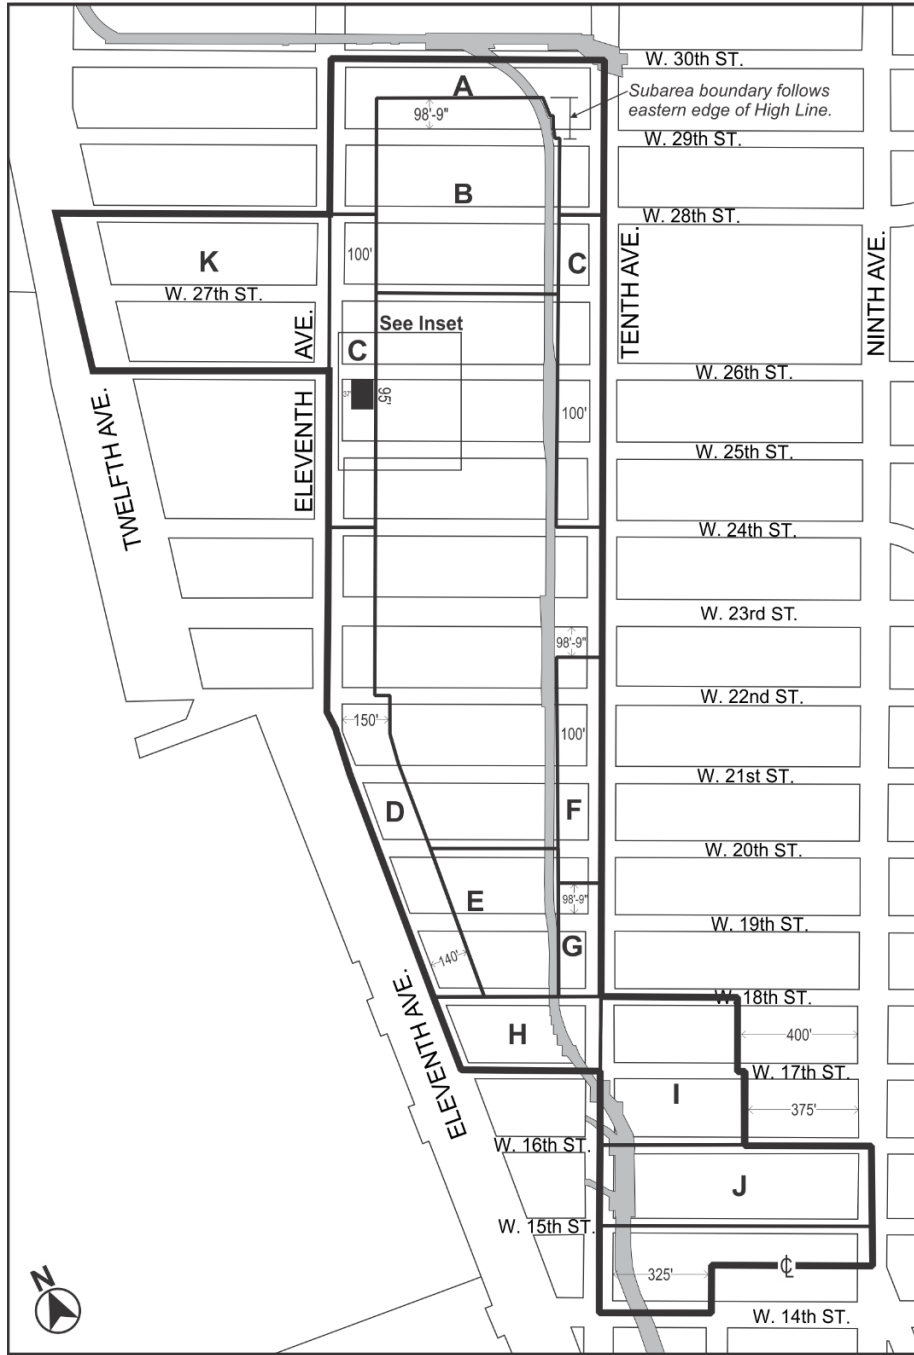 W. 30th ST.
A
Subarea boundary follows
eastern edge of High Line.
98'-9"
W. 29th ST.
B
W. 28th ST.
K
100'
C
TENTH AVE.
NINTH AVE.
W. 27th ST.
AVE.
See Inset
C
W. 26th ST.
37'
95'
100'
ELEVENTH
TWELFTH AVE.
W. 25th ST.
W. 24th ST.
W. 23rd ST.
98'-9"
W. 22nd ST.
150'
100'
W. 21st ST.
D
F
W. 20th ST.
E
98'-9"
W. 19th ST.
G
140'
W. 18th ST.
ELEVENTH AVE.
H
400'
W. 17th ST.
I
375'
W. 16th ST.
J
W. 15th ST.
325'
℄
N
W. 14th ST.